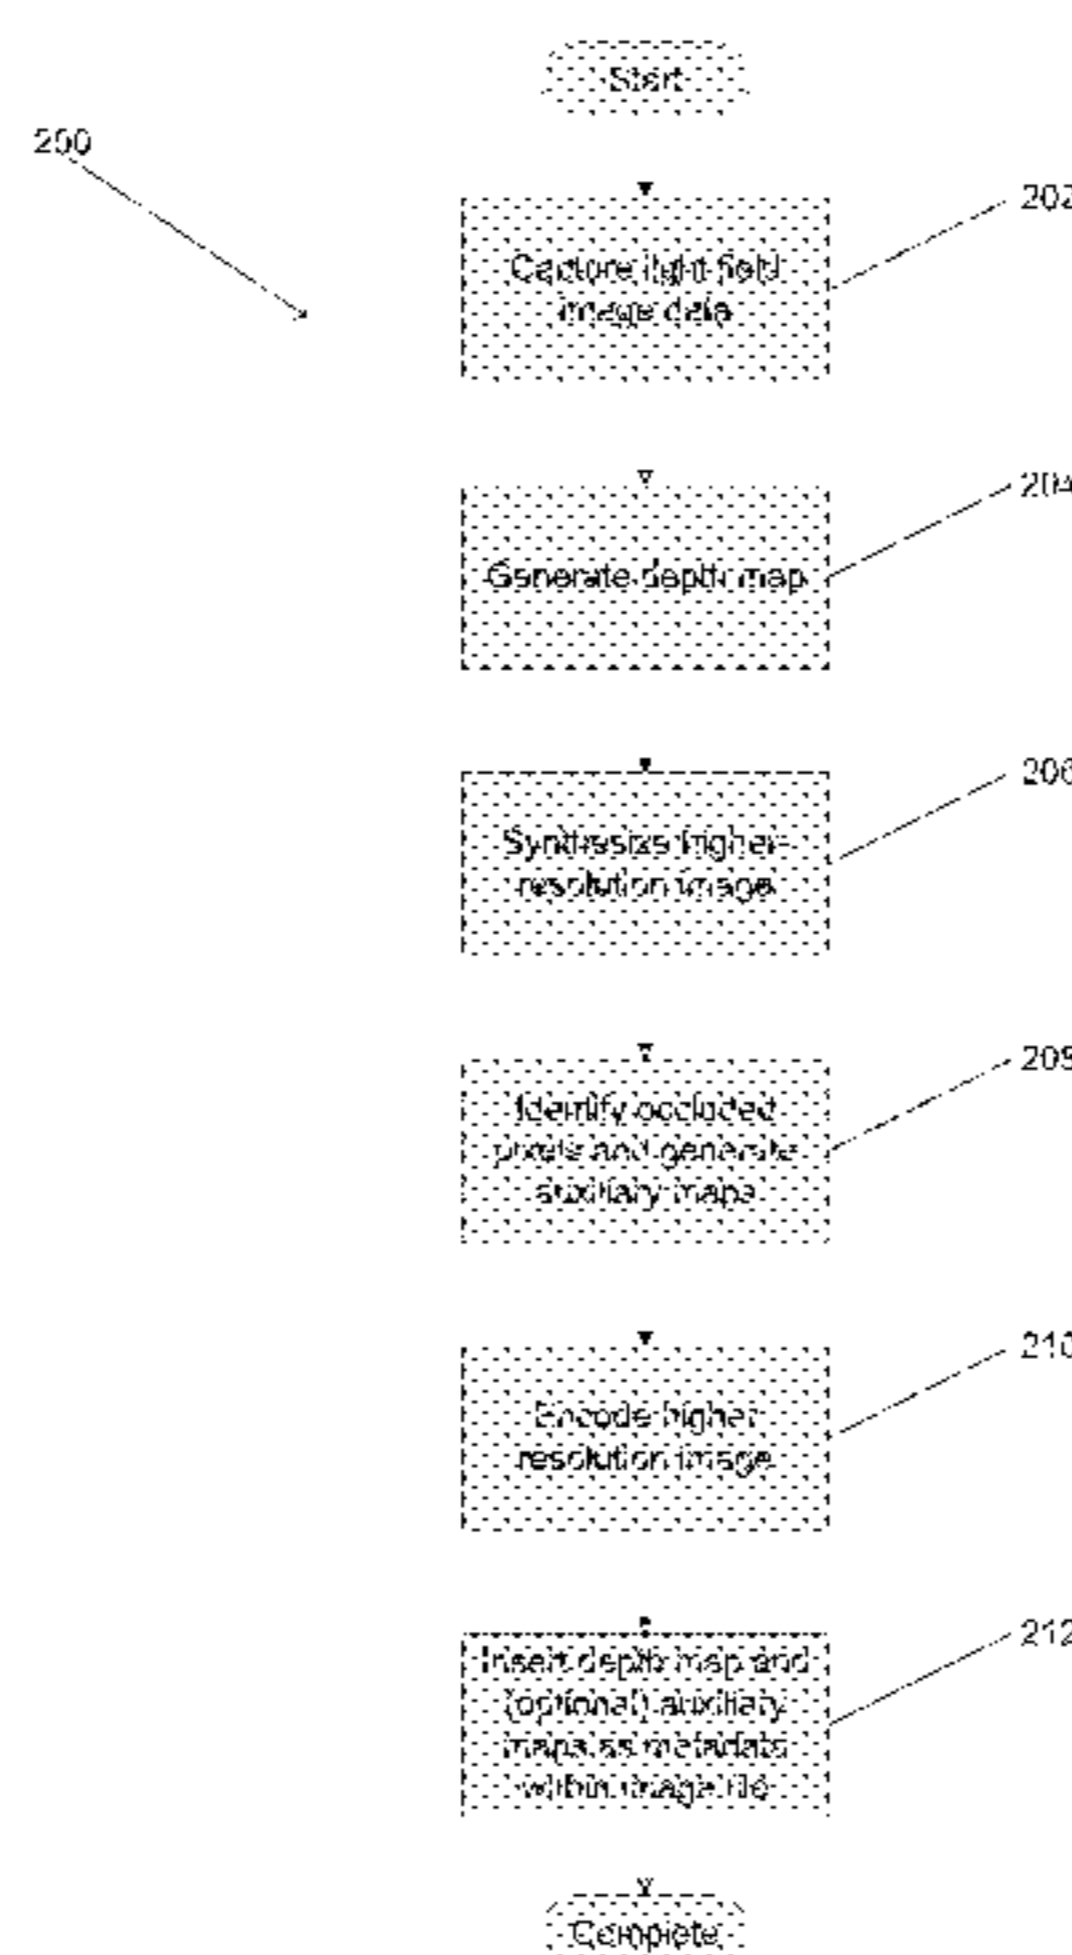 Start
200
202
Capture light field
image data
204
Generate depth map
206
Synthesize higher
resolution image
208
Identify occluded
pixels and generate
auxiliary maps
210
Encode higher
resolution image
212
Insert depth map and
(optional) auxiliary
maps as metadata
within image file
Complete